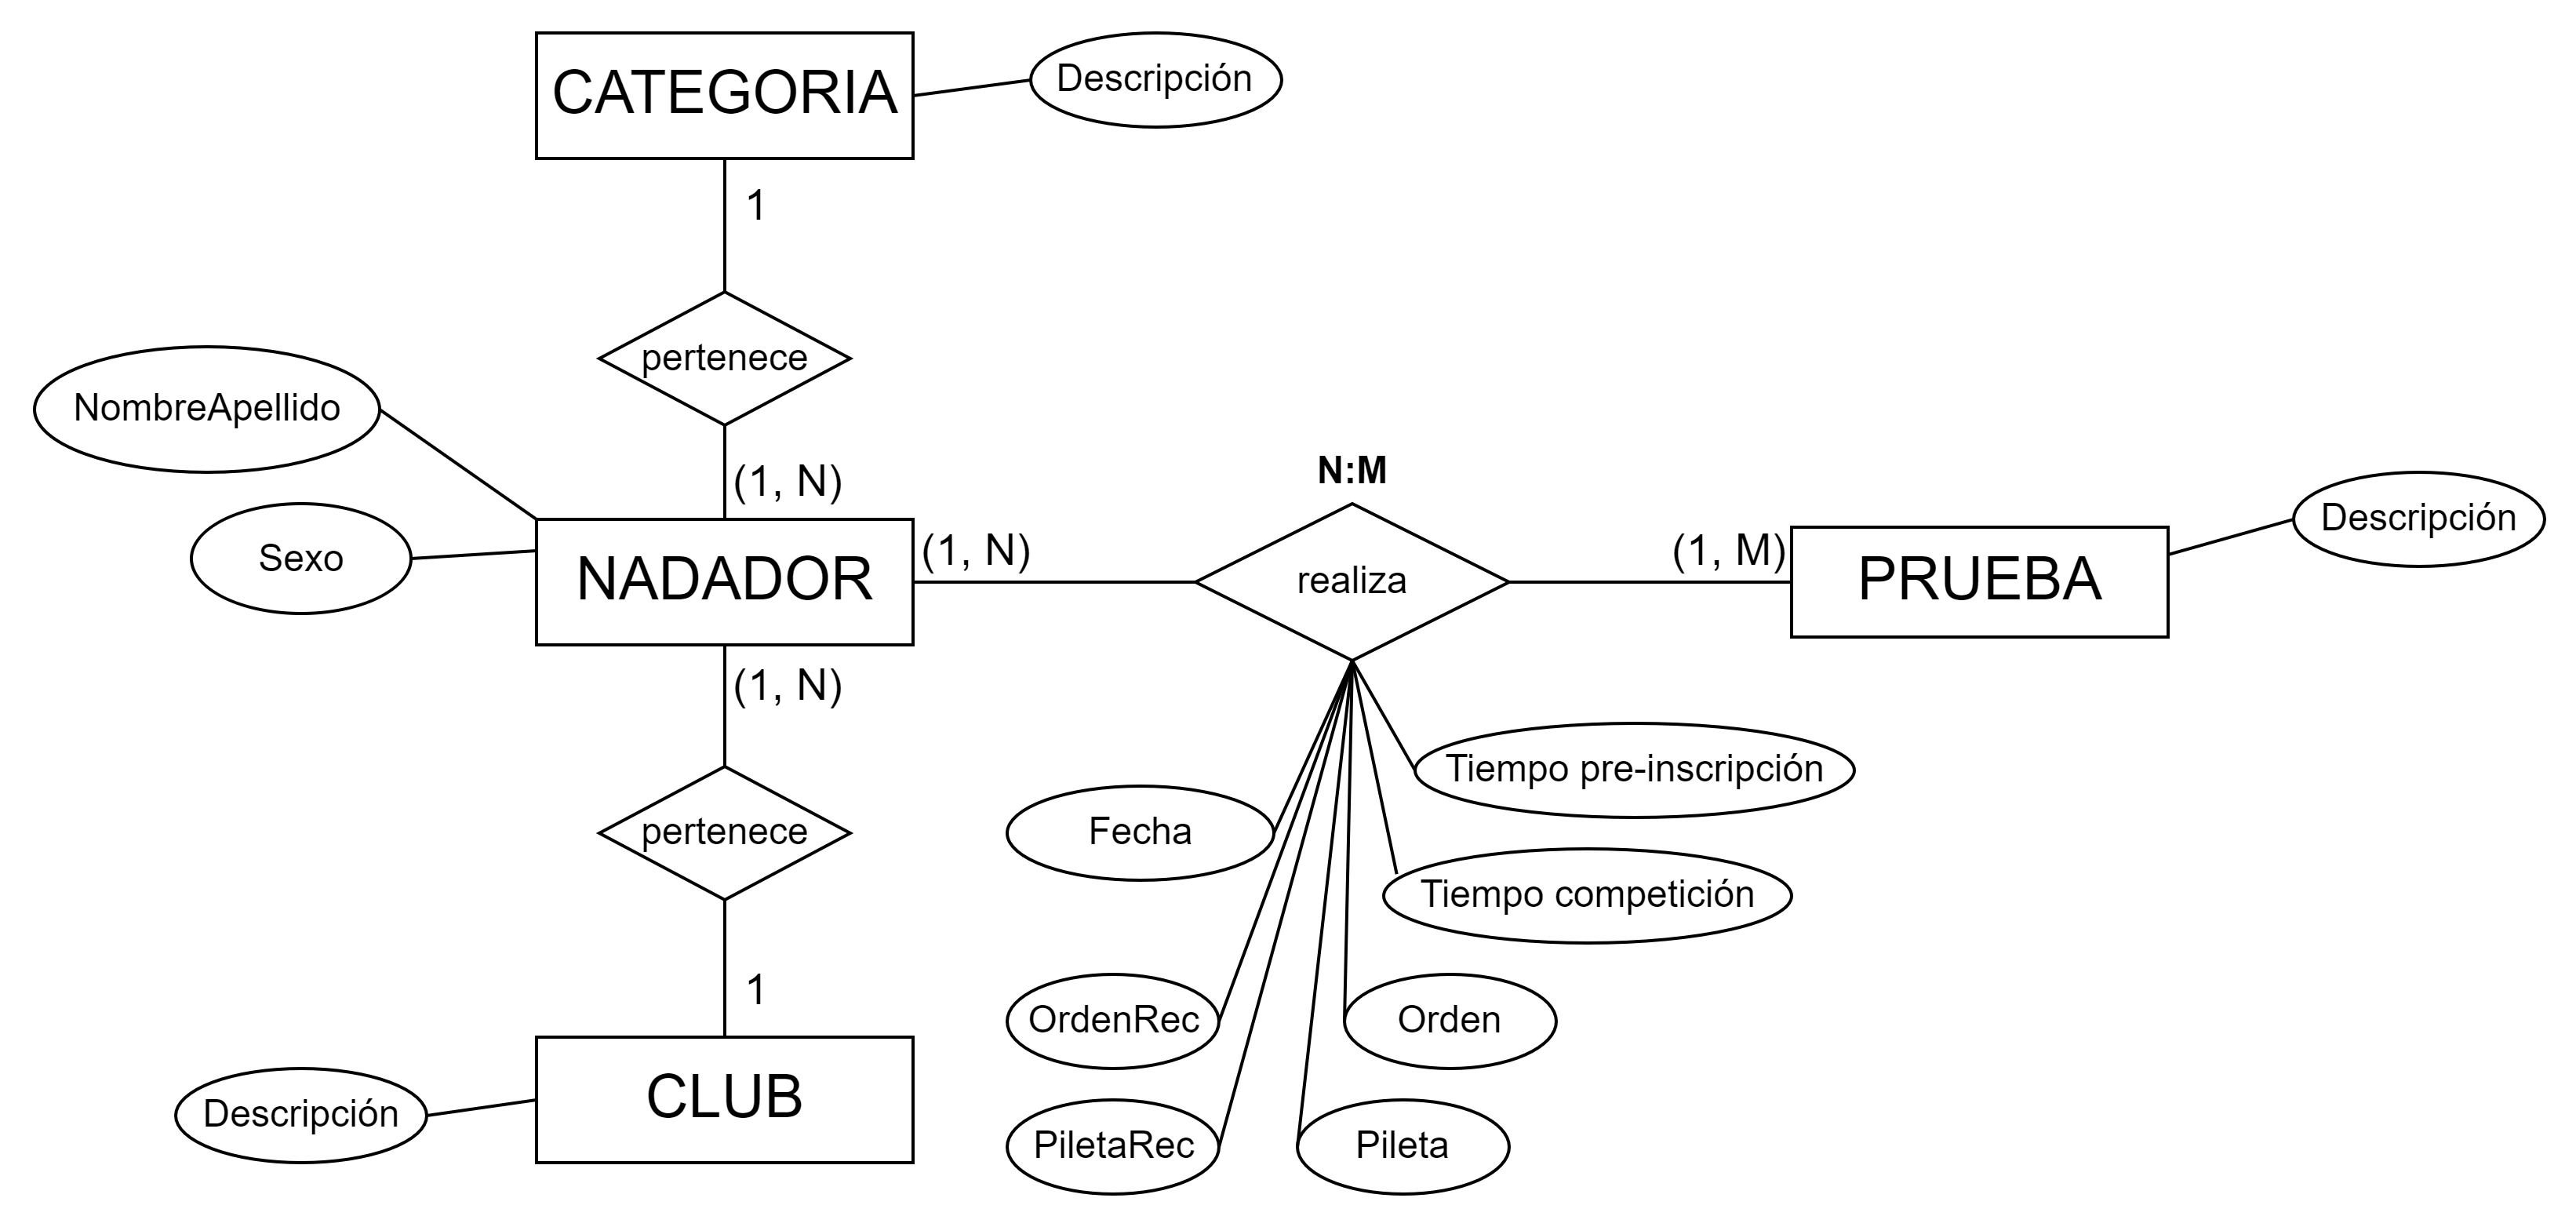 CATEGORIA
Descripción
1
pertenece
NombreApellido
(1, N)
N:M
Sexo
NADADOR
(1, N)
realiza
(1, M)
PRUEBA
Descripción
(1, N)
pertenece
Fecha
Tiempo pre-inscripción
Tiempo competición
1
OrdenRec
Orden
Descripción
CLUB
PiletaRec
Pileta